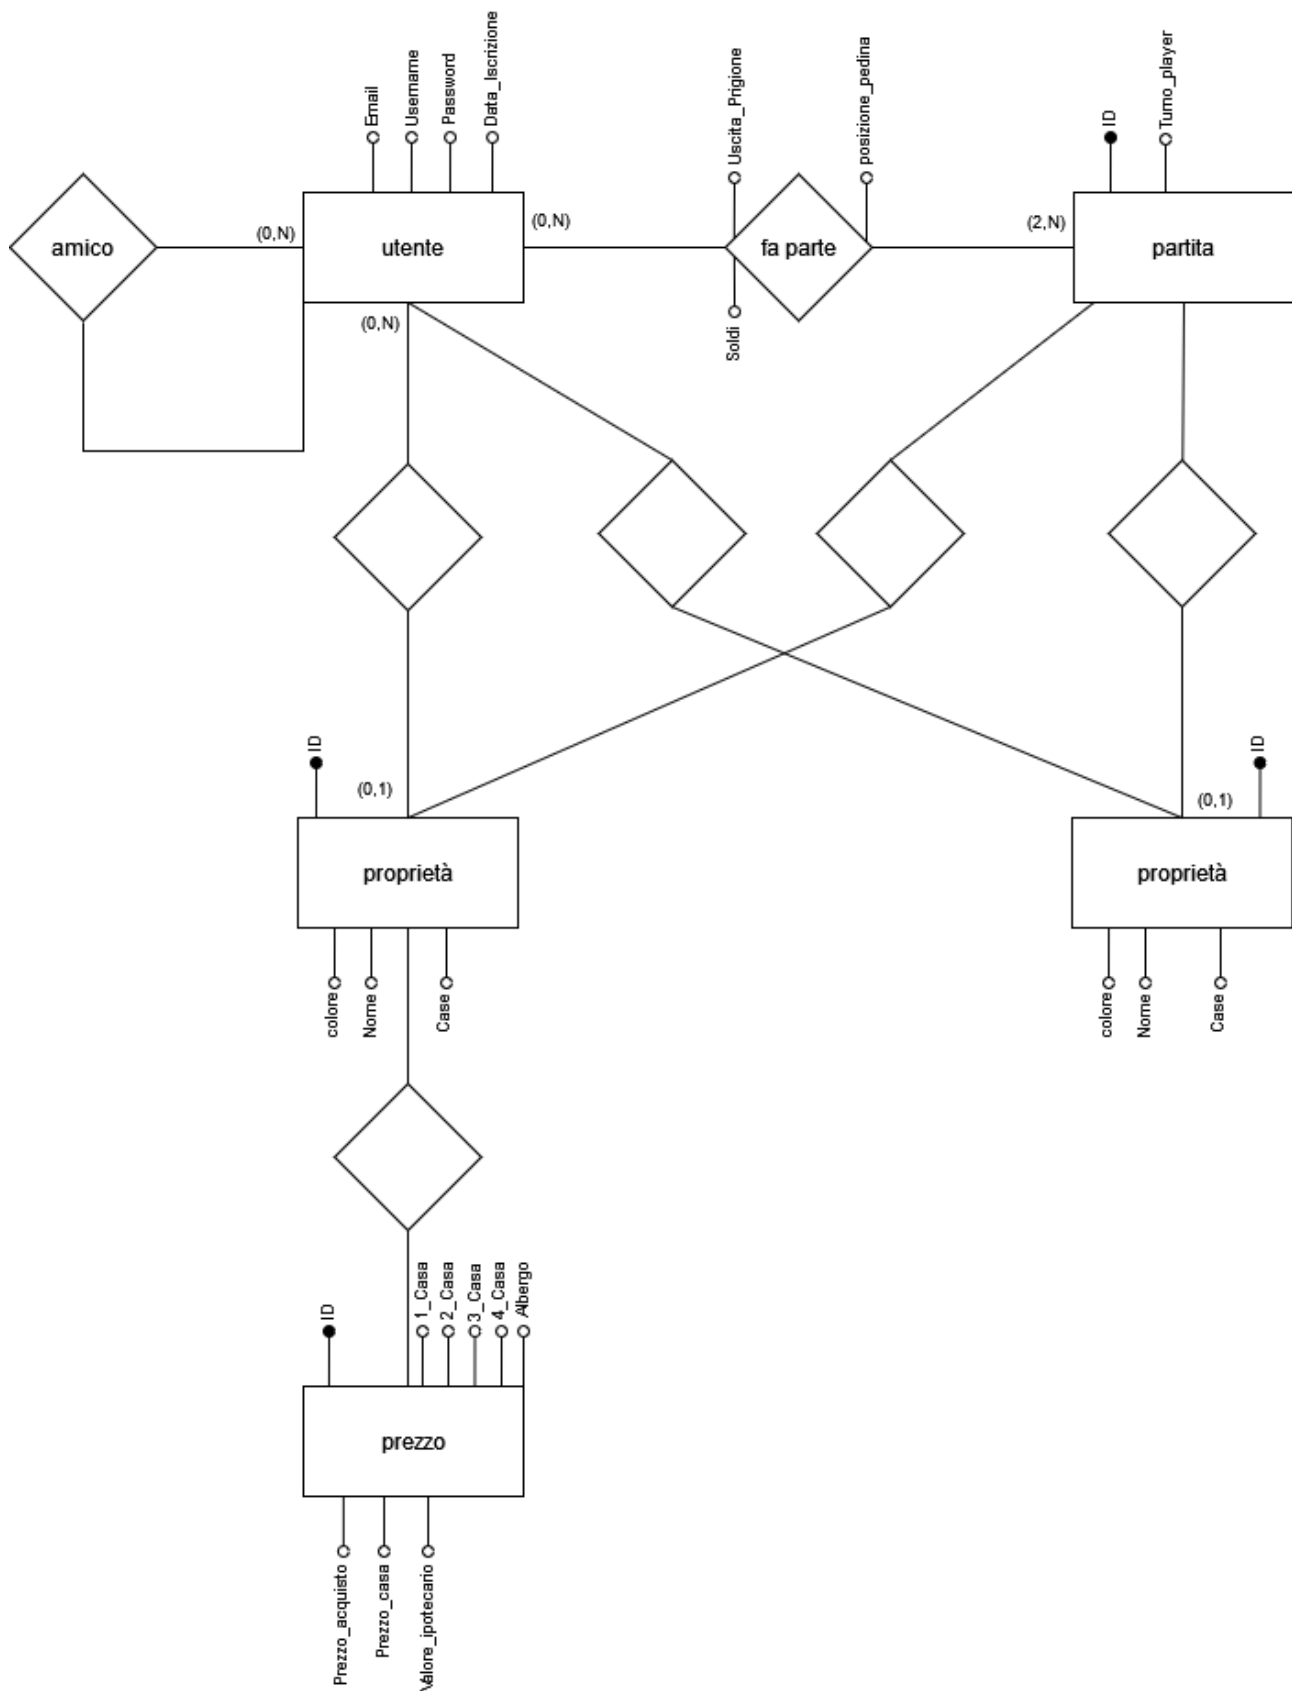 Email
Username
Password
Data_Iscrizione
Uscita_Prigione
posizione_pedina
ID
Turno_player
amico
(0,N)
utente
(0,N)
fa parte
(2,N)
partita
(0,N)
Soldi
ID
(0,1)
proprietà
colore
Nome
Case
ID
(0,1)
proprietà
colore
Nome
Case
ID
1_Casa
2_Casa
3_Casa
4_Casa
Albergo
prezzo
Prezzo_acquisto
Prezzo_casa
Valore_ipotecario